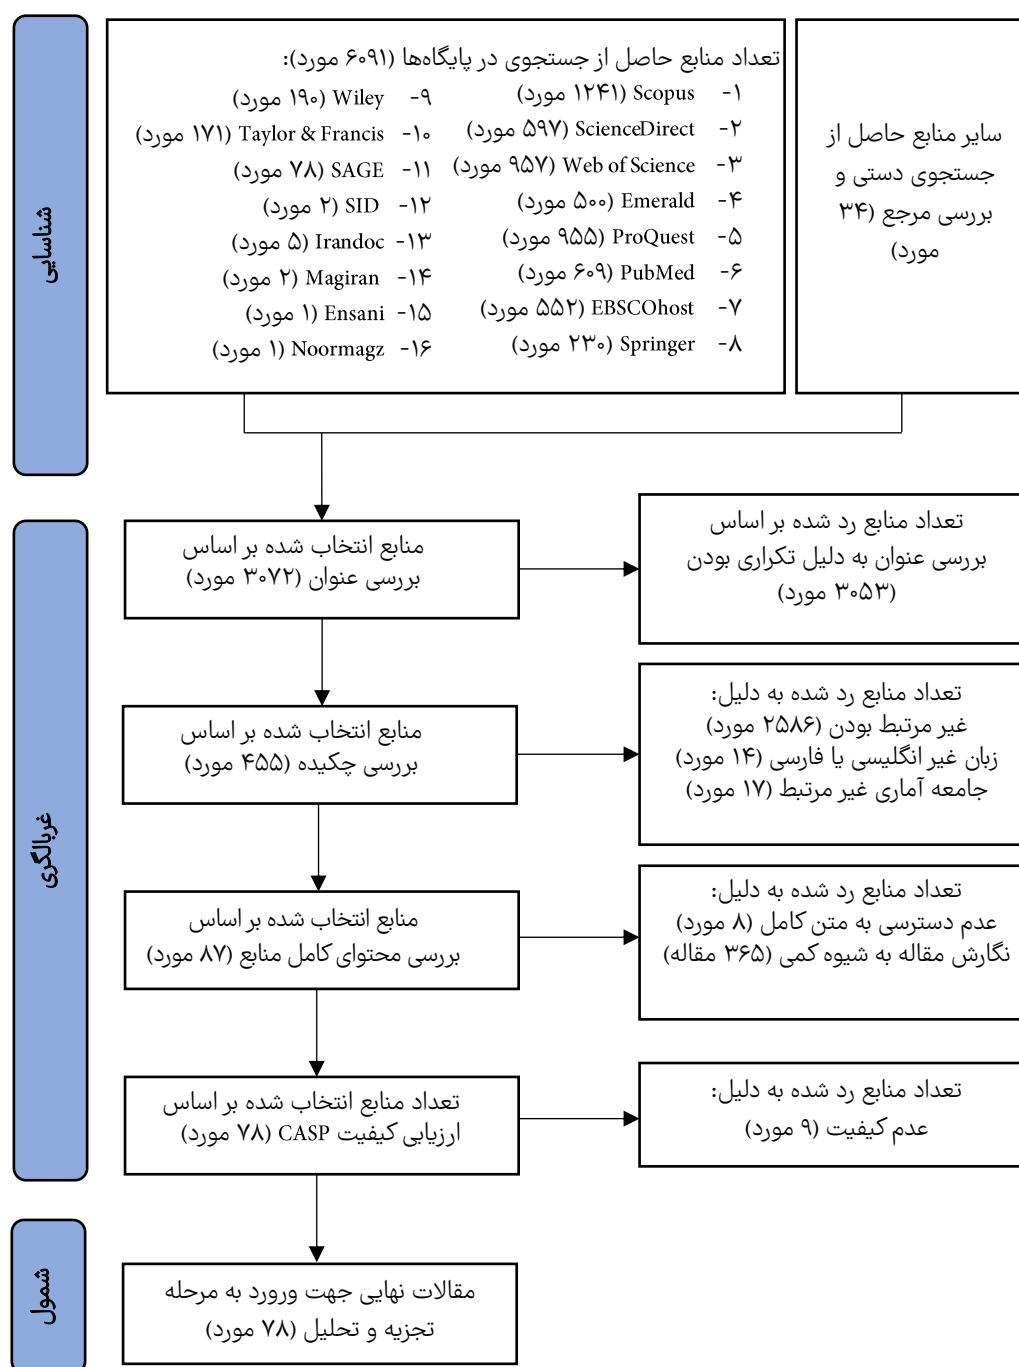 شناسایی
تعداد منابع حاصل از جستجوی در پایگاه‌ها (۶۰۹۱ مورد):
۱- Scopus (۱۲۴۱ مورد)
۲- ScienceDirect (۵۹۷ مورد)
۳- Web of Science (۹۵۷ مورد)
۴- Emerald (۵۰۰ مورد)
۵- ProQuest (۹۵۵ مورد)
۶- PubMed (۶۰۹ مورد)
۷- EBSCOhost (۵۵۲ مورد)
۸- Springer (۲۳۰ مورد)
۹- Wiley (۱۹۰ مورد)
۱۰- Taylor & Francis (۱۷۱ مورد)
۱۱- SAGE (۷۸ مورد)
۱۲- SID (۲ مورد)
۱۳- Irandoc (۵ مورد)
۱۴- Magiran (۲ مورد)
۱۵- Ensani (۱ مورد)
۱۶- Noormagz (۱ مورد)
سایر منابع حاصل از
جستجوی دستی و
بررسی مرجع (۳۴
مورد)
غربالگری
منابع انتخاب شده بر اساس
بررسی عنوان (۳۰۷۲ مورد)
تعداد منابع رد شده بر اساس
بررسی عنوان به دلیل تکراری بودن
(۳۰۵۳ مورد)
منابع انتخاب شده بر اساس
بررسی چکیده (۴۵۵ مورد)
تعداد منابع رد شده به دلیل:
غیر مرتبط بودن (۲۵۸۶ مورد)
زبان غیر انگلیسی یا فارسی (۱۴ مورد)
جامعه آماری غیر مرتبط (۱۷ مورد)
منابع انتخاب شده بر اساس
بررسی محتوای کامل منابع (۸۷ مورد)
تعداد منابع رد شده به دلیل:
عدم دسترسی به متن کامل (۸ مورد)
نگارش مقاله به شیوه کمی (۳۶۵ مقاله)
تعداد منابع انتخاب شده بر اساس
ارزیابی کیفیت CASP (۷۸ مورد)
تعداد منابع رد شده به دلیل:
عدم کیفیت (۹ مورد)
شمول
مقالات نهایی جهت ورورد به مرحله
تجزیه و تحلیل (۷۸ مورد)